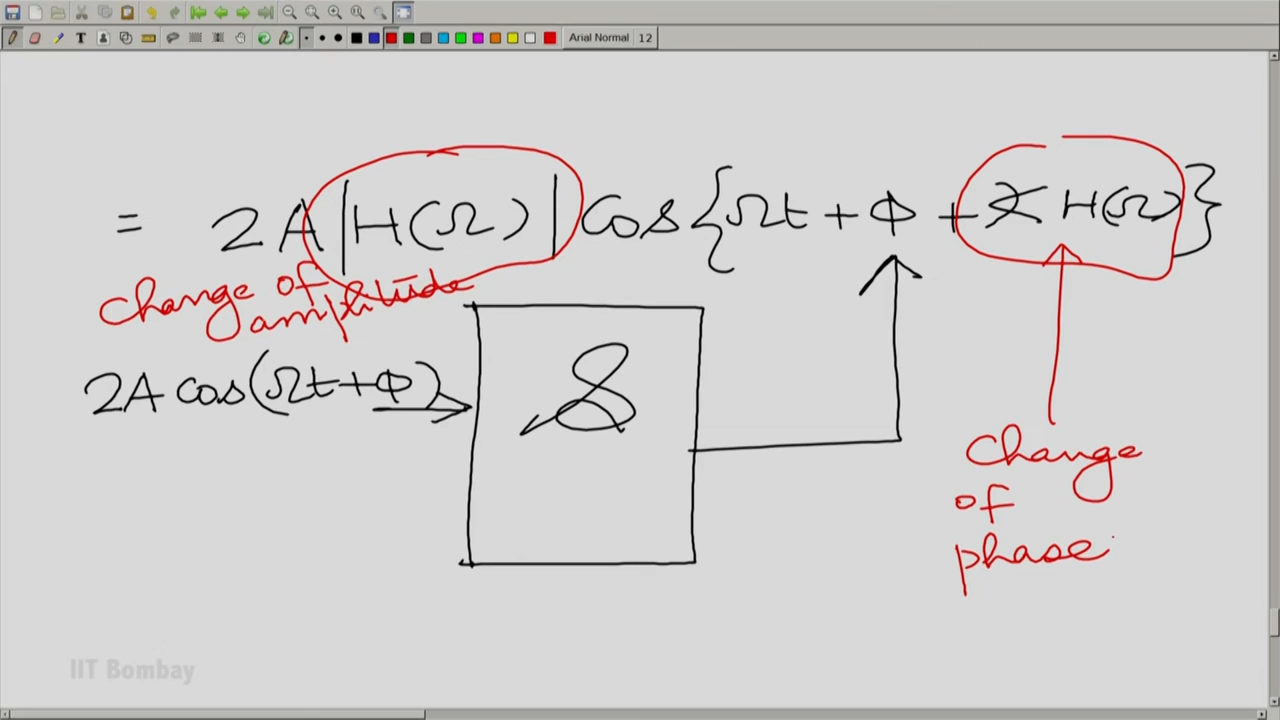 Arial Normal 12
= 2A|H(Ω)| Cos{Ωt + Φ + ∠H(Ω)}
change of
amplitude
2A cos(Ωt+Φ)
S
change
of
phase
IIT Bombay